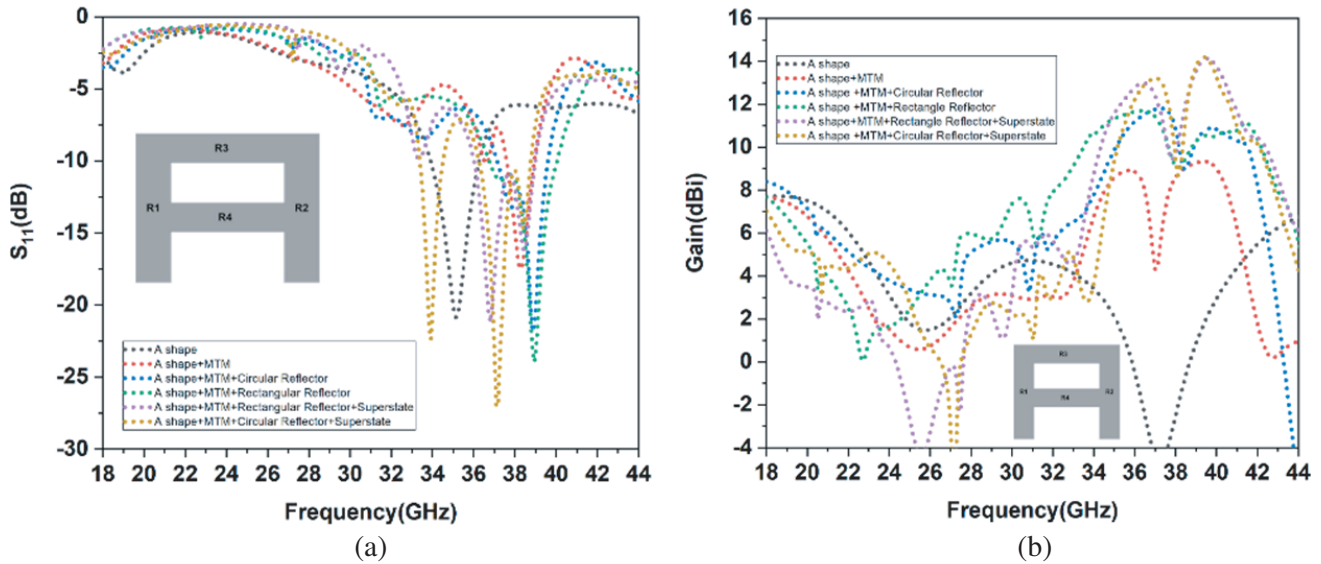 0
-5
-10
-15
-20
-25
-30
S11(dB)
R3
R1
R2
R4
A shape
A shape+MTM
A shape+MTM+Circular Reflector
A shape+MTM+Rectangular Reflector
A shape+MTM+Rectangular Reflector+Superstate
A shape+MTM+Circular Reflector+Superstate
18 20 22 24 26 28 30 32 34 36 38 40 42 44
Frequency(GHz)
(a)
16
14
12
10
8
6
4
2
0
-2
-4
Gain(dBi)
A shape
A shape+MTM
A shape +MTM+Circular Reflector
A shape +MTM+Rectangle Reflector
A shape+MTM+Rectangle Reflector+Superstate
A shape +MTM+Circular Reflector+Superstate
R3
R1
R2
R4
18 20 22 24 26 28 30 32 34 36 38 40 42 44
Frequency(GHz)
(b)